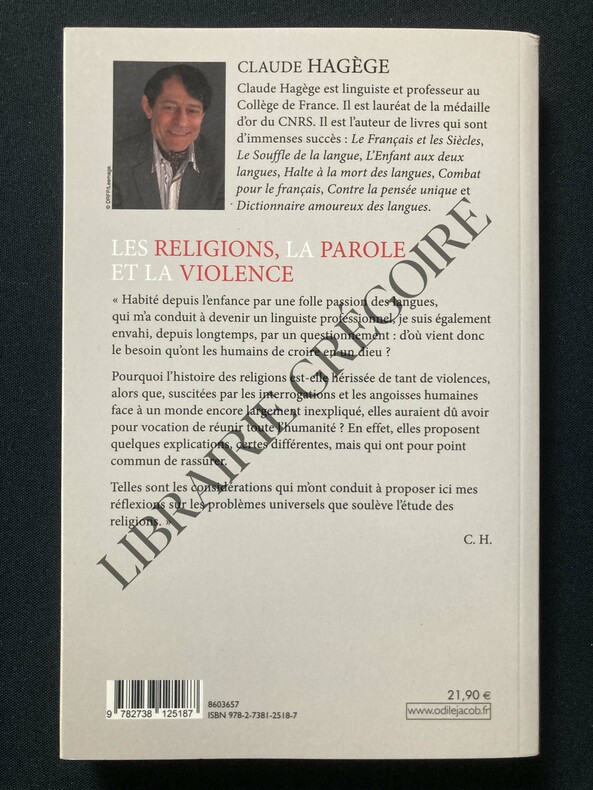 CLAUDE HAGÈGE
Claude Hagège est linguiste et professeur au
Collège de France. Il est lauréat de la médaille
d'or du CNRS. Il est l'auteur de livres qui sont
d'immenses succès : Le Français et les Siècles,
Le Souffle de la langue, L'Enfant aux deux
langues, Halte à la mort des langues, Combat
pour le français, Contre la pensée unique et
Dictionnaire amoureux des langues.
© DRFP/Leemage
LES RELIGIONS, LA PAROLE
ET LA VIOLENCE
« Habité depuis l'enfance par une folle passion des langues,
qui m'a conduit à devenir un linguiste professionnel, je suis également
envahi, depuis longtemps, par un questionnement : d'où vient donc
le besoin qu'ont les humains de croire en un dieu ?
Pourquoi l'histoire des religions est-elle hérissée de tant de violences,
alors que, suscitées par les interrogations et les angoisses humaines
face à un monde encore largement inexpliqué, elles auraient dû avoir
pour vocation de réunir toute l'humanité ? En effet, elles proposent
quelques explications, certes différentes, mais qui ont pour point
commun de rassurer.
Telles sont les considérations qui m'ont conduit à proposer ici mes
réflexions sur les problèmes universels que soulève l'étude des
religions. »
C. H.
LIBRAIRIE GRÉGOIRE
9 782738 125187
8603657
ISBN 978-2-7381-2518-7
21,90 €
www.odilejacob.fr